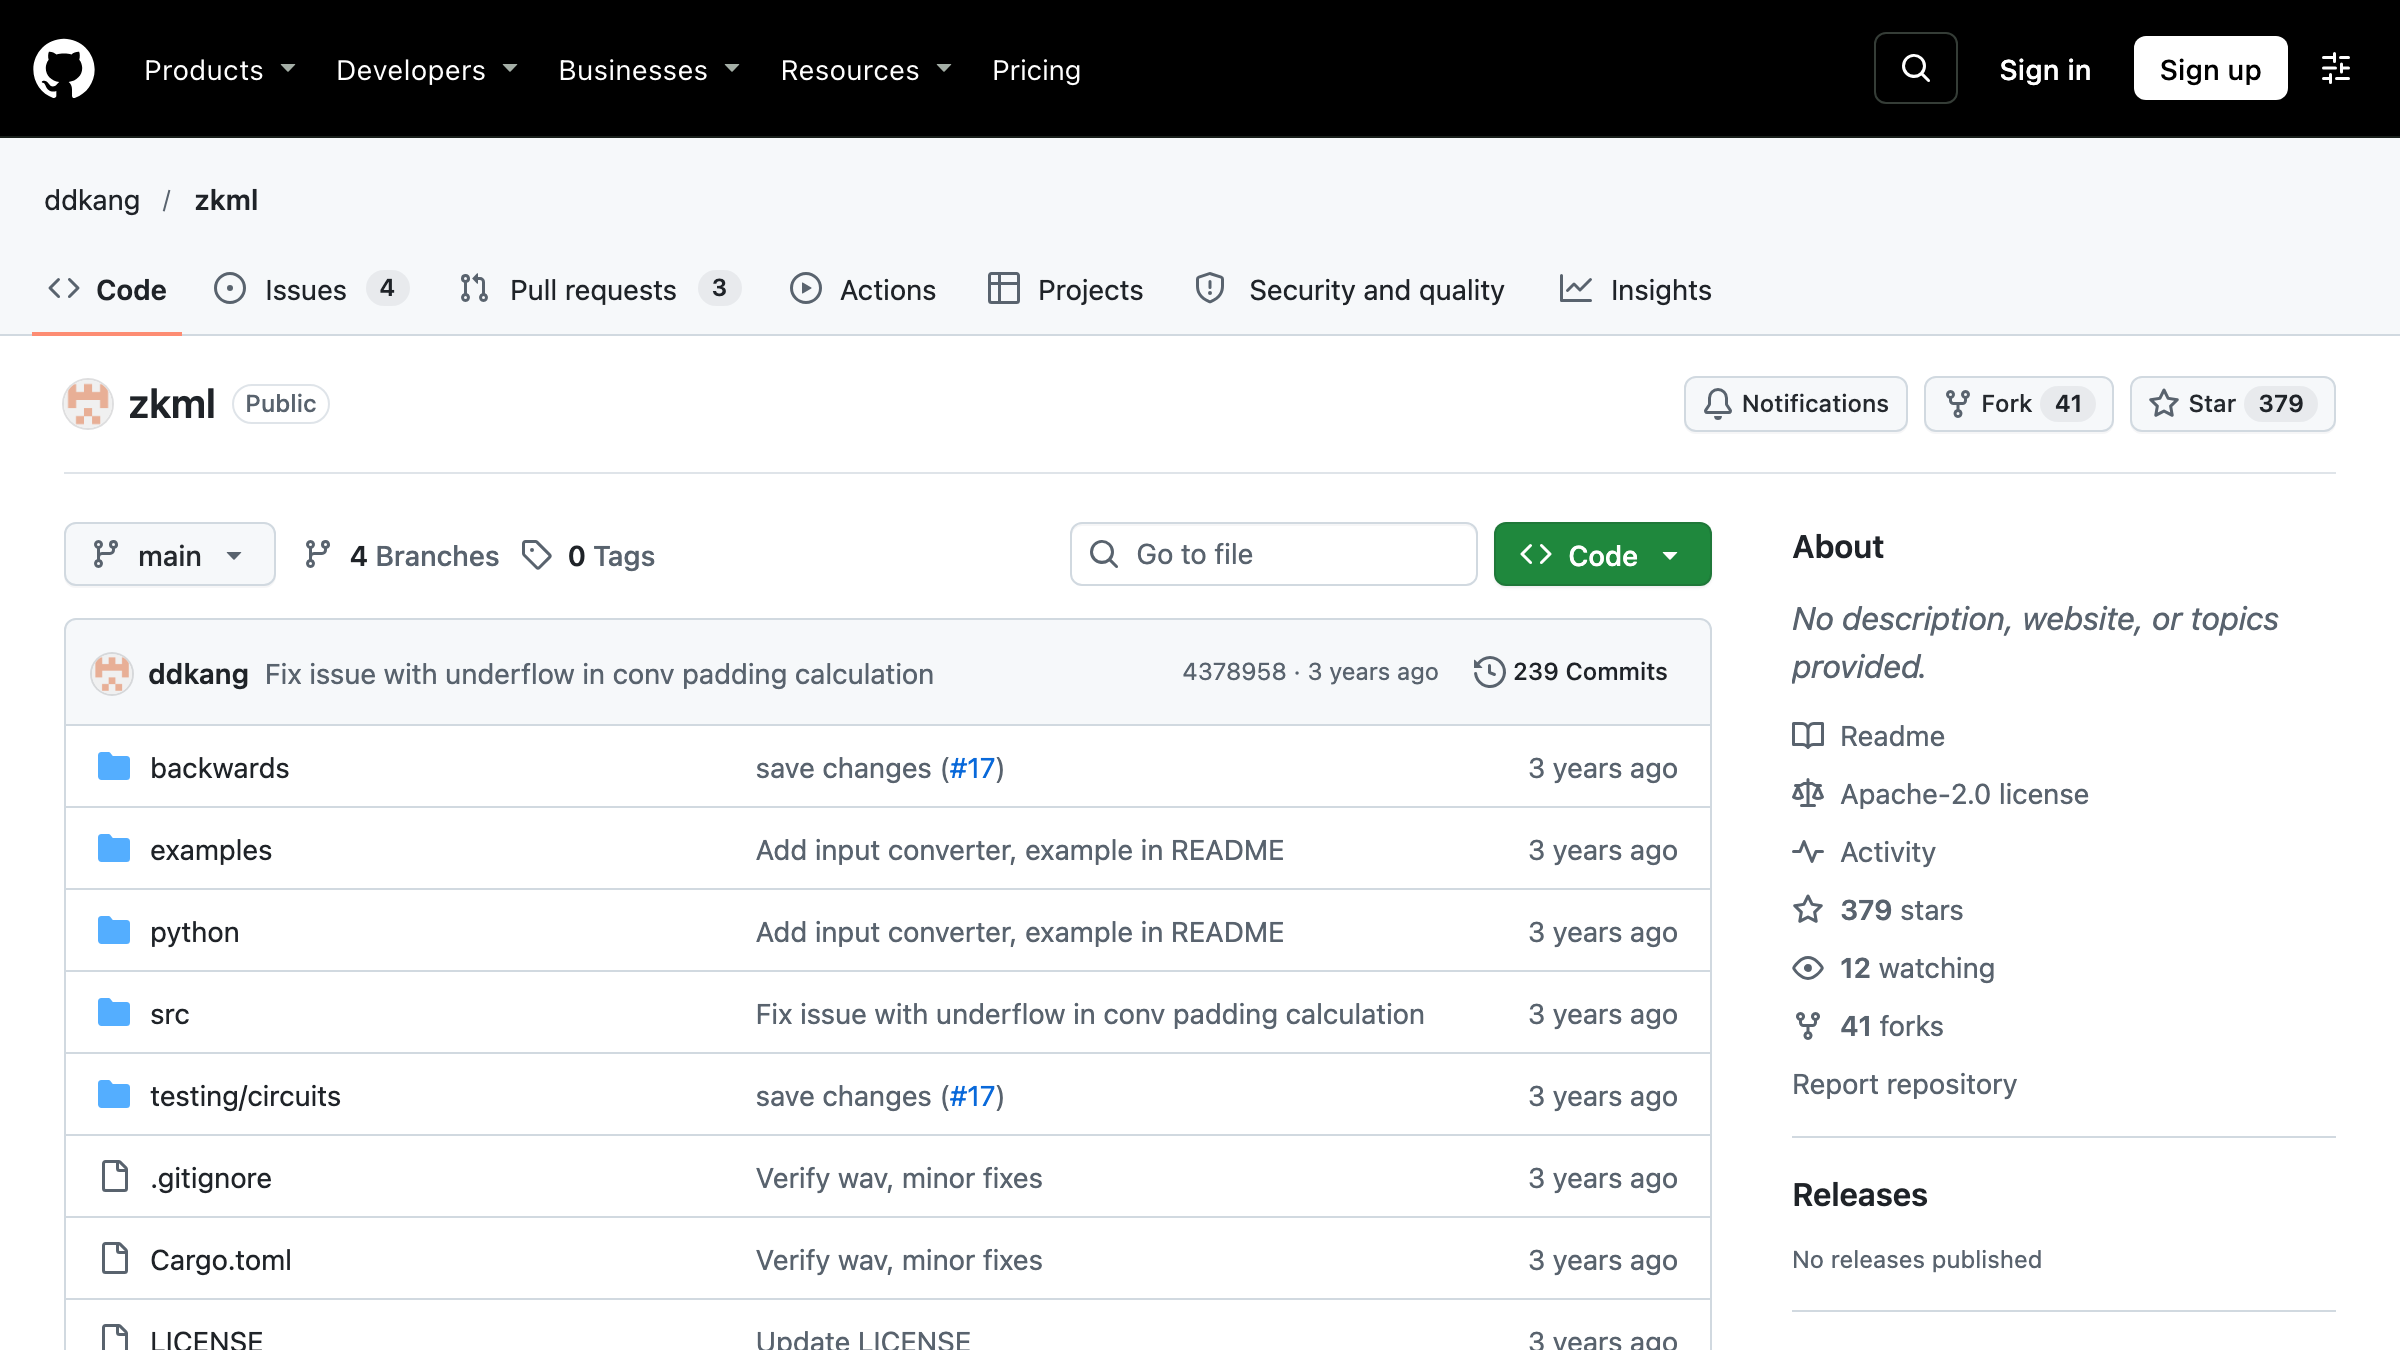 Products Developers Businesses Resources Pricing Sign in Sign up
ddkang / zkml
Code Issues 4 Pull requests 3 Actions Projects Security and quality Insights
zkml Public Notifications Fork 41 Star 379
main 4 Branches 0 Tags Go to file Code
ddkang Fix issue with underflow in conv padding calculation 4378958 · 3 years ago 239 Commits
backwards save changes (#17) 3 years ago
examples Add input converter, example in README 3 years ago
python Add input converter, example in README 3 years ago
src Fix issue with underflow in conv padding calculation 3 years ago
testing/circuits save changes (#17) 3 years ago
.gitignore Verify wav, minor fixes 3 years ago
Cargo.toml Verify wav, minor fixes 3 years ago
LICENSE Update LICENSE 3 years ago
About
No description, website, or topics
provided.
Readme
Apache-2.0 license
Activity
379 stars
12 watching
41 forks
Report repository
Releases
No releases published